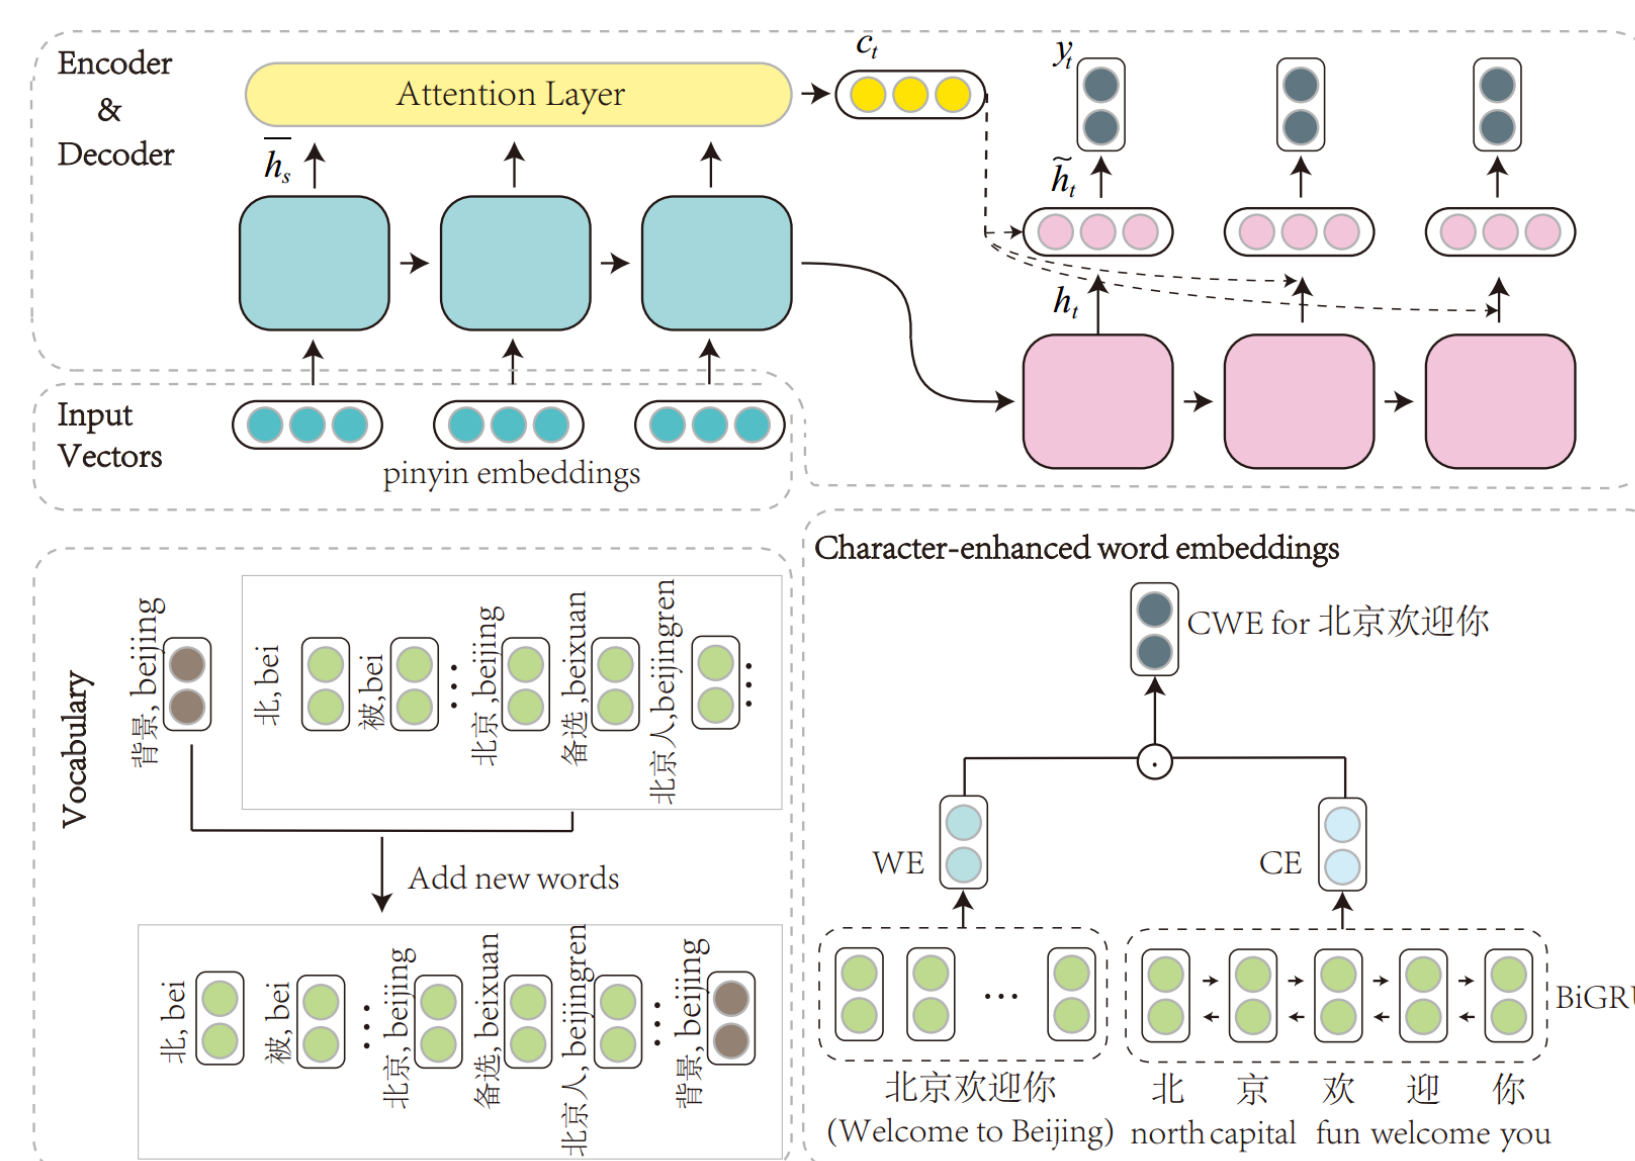 Encoder
&
Decoder
Attention Layer
c_t
y_t
h̅_s
h̃_t
h_t
Input
Vectors
pinyin embeddings
Vocabulary
背景, beijing
北, bei
被,bei
...
北京 ,beijing
备选 ,beixuan
北京人,beijingren
...
Add new words
北, bei
被, bei
...
北京, beijing
备选, beixuan
北京人, beijingren
...
背景, beijing
Character-enhanced word embeddings
CWE for 北京欢迎你
WE
CE
...
BiGRU
北京欢迎你
(Welcome to Beijing)
北 京 欢 迎 你
north capital fun welcome you